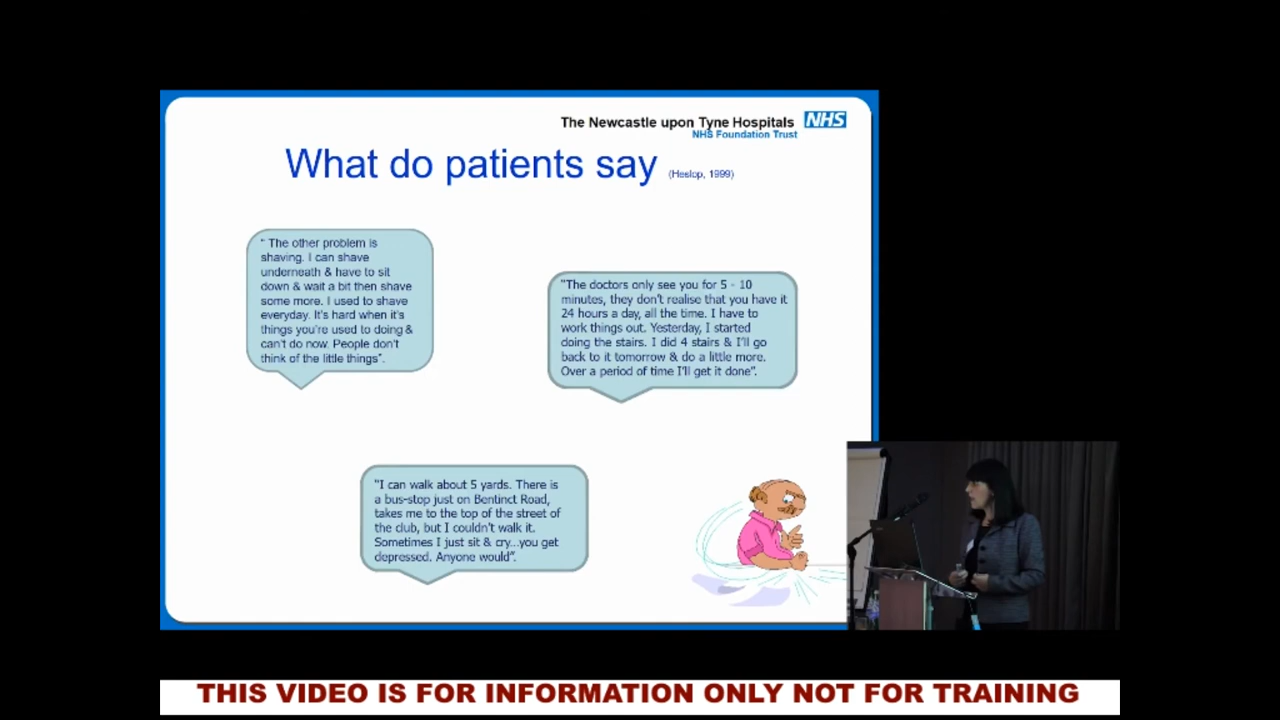 The Newcastle upon Tyne Hospitals NHS
NHS Foundation Trust
What do patients say (Heslop, 1999)
" The other problem is
shaving. I can shave
underneath & have to sit
down & wait a bit then shave
some more. I used to shave
everyday. It's hard when it's
things you're used to doing &
can't do now. People don't
think of the little things".
"The doctors only see you for 5 - 10
minutes, they don't realise that you have it
24 hours a day, all the time. I have to
work things out. Yesterday, I started
doing the stairs. I did 4 stairs & I'll go
back to it tomorrow & do a little more.
Over a period of time I'll get it done".
"I can walk about 5 yards. There is
a bus-stop just on Bentinct Road,
takes me to the top of the street of
the club, but I couldn't walk it.
Sometimes I just sit & cry...you get
depressed. Anyone would".
THIS VIDEO IS FOR INFORMATION ONLY NOT FOR TRAINING